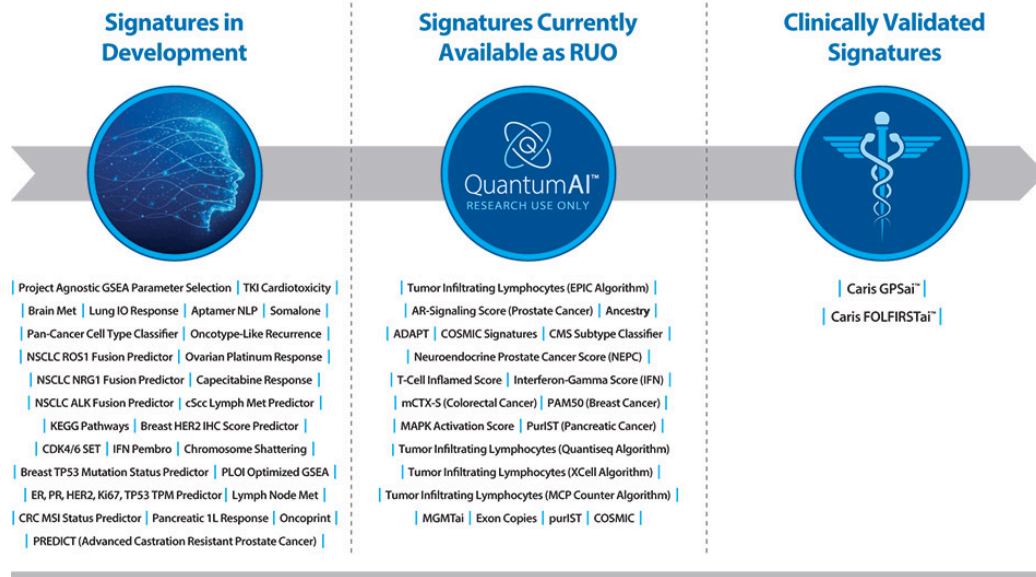 Signatures in
Development
Signatures Currently
Available as RUO
Clinically Validated
Signatures
Q
QuantumAI™
RESEARCH USE ONLY
| Project Agnostic GSEA Parameter Selection | TKI Cardiotoxicity |
| Brain Met | Lung IO Response | Aptamer NLP | Somalone |
| Pan-Cancer Cell Type Classifier | Oncotype-Like Recurrence |
| NSCLC ROS1 Fusion Predictor | Ovarian Platinum Response |
| NSCLC NRG1 Fusion Predictor | Capecitabine Response |
| NSCLC ALK Fusion Predictor | cScc Lymph Met Predictor |
| KEGG Pathways | Breast HER2 IHC Score Predictor |
| CDK4/6 SET | IFN Pembro | Chromosome Shattering |
| Breast TP53 Mutation Status Predictor | PLOI Optimized GSEA |
| ER, PR, HER2, Ki67, TP53 TPM Predictor | Lymph Node Met |
| CRC MSI Status Predictor | Pancreatic 1L Response | Oncoprint |
| PREDICT (Advanced Castration Resistant Prostate Cancer) |
| Tumor Infiltrating Lymphocytes (EPIC Algorithm) |
| AR-Signaling Score (Prostate Cancer) | Ancestry |
| ADAPT | COSMIC Signatures | CMS Subtype Classifier |
| Neuroendocrine Prostate Cancer Score (NEPC) |
| T-Cell Inflamed Score | Interferon-Gamma Score (IFN) |
| mCTX-S (Colorectal Cancer) | PAM50 (Breast Cancer) |
| MAPK Activation Score | PurIST (Pancreatic Cancer) |
| Tumor Infiltrating Lymphocytes (Quantiseq Algorithm)
| Tumor Infiltrating Lymphocytes (XCell Algorithm) |
| Tumor Infiltrating Lymphocytes (MCP Counter Algorithm) |
| MGMTai | Exon Copies | purIST | COSMIC |
| Caris GPSai™ |
| Caris FOLFIRSTai™ |